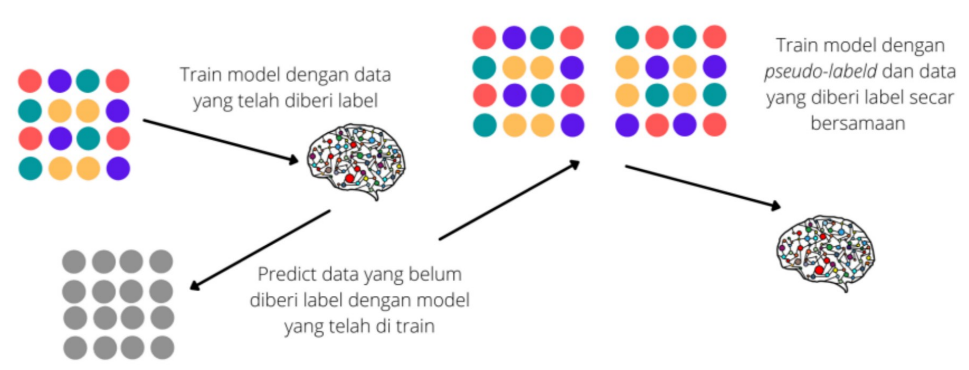 Train model dengan data
yang telah diberi label
Predict data yang belum
diberi label dengan model
yang telah di train
Train model dengan
pseudo-labeld dan data
yang diberi label secar
bersamaan